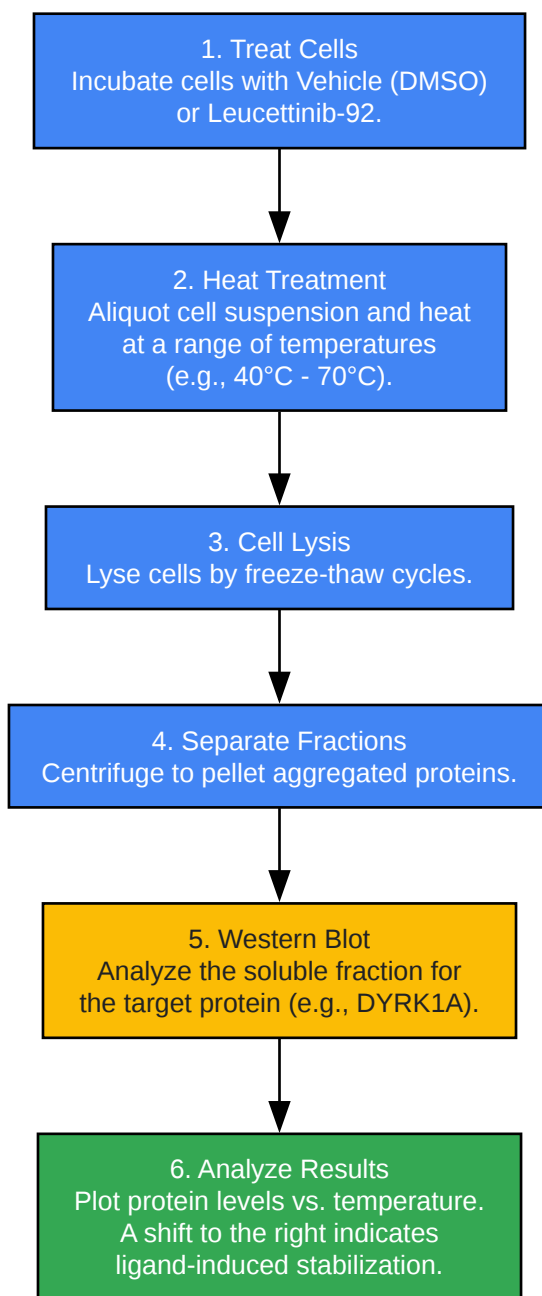 1. Treat Cells
Incubate cells with Vehicle (DMSO)
or Leucettinib-92.
2. Heat Treatment
Aliquot cell suspension and heat
at a range of temperatures
(e.g., 40°C - 70°C).
3. Cell Lysis
Lyse cells by freeze-thaw cycles.
4. Separate Fractions
Centrifuge to pellet aggregated proteins.
5. Western Blot
Analyze the soluble fraction for
the target protein (e.g., DYRK1A).
6. Analyze Results
Plot protein levels vs. temperature.
A shift to the right indicates
ligand-induced stabilization.